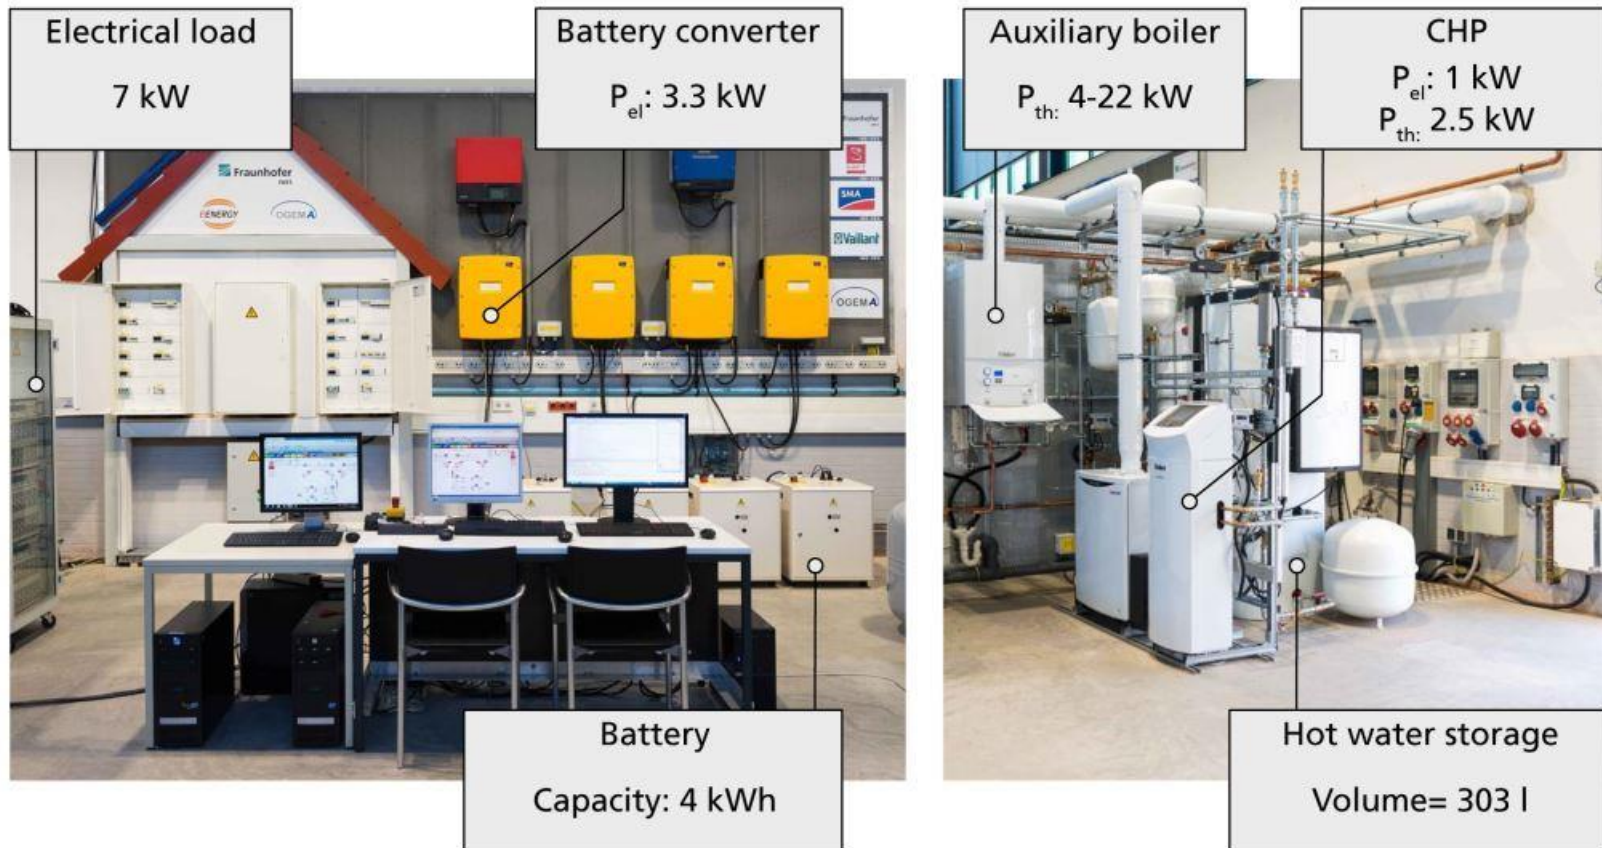 Electrical load
7 kW
Battery converter
Pel: 3.3 kW
Auxiliary boiler
Pth: 4-22 kW
CHP
Pel: 1 kW
Pth: 2.5 kW
Fraunhofer
EENERGY
OGEMA
Fraunhofer
SMA
Vaillant
OGEMA
Battery
Capacity: 4 kWh
Hot water storage
Volume= 303 l